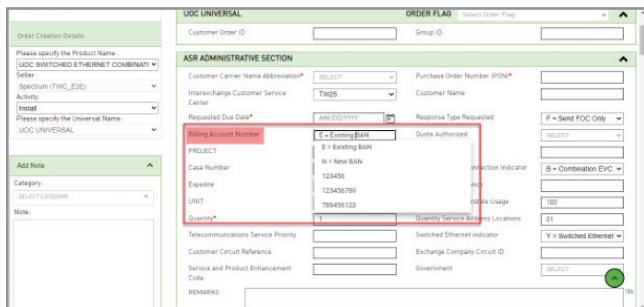 UOC UNIVERSAL
ORDER FLAG Select Order Flag
Customer Order ID
Group ID
Order Creation Details
Please specify the Product Name:
UOC SWITCHED ETHERNET COMBINATI
Seller:
Spectrum (TWC_E2E)
Activity:
Install
Please specify the Universal Name:
UOC UNIVERSAL
Add Note
Category:
SELECT CATEGORY
Note:
ASR ADMINISTRATIVE SECTION
Customer Carrier Name Abbreviation* SELECT
Purchase Order Number (PON)*
Interexchange Customer Service Center TW25
Customer Name
Requested Due Date* MM/DD/YYYY
Response Type Requested F = Send FOC Only
Billing Account Number E = Existing BAN
Quote Authorized SELECT
E = Existing BAN
N = New BAN
123456
123456789
789456123
PROJECT
Case Number
nnection Indicator B = Combination EVC
Expedite
UNIT
state Usage 100
Quantity* 1
Quantity Service Address Locations 01
Telecommunications Service Priority
Switched Ethernet indicator Y = Switched Ethernet
Customer Circuit Reference
Exchange Company Circuit ID
Service and Product Enhancement Code
Government SELECT
REMARKS
186